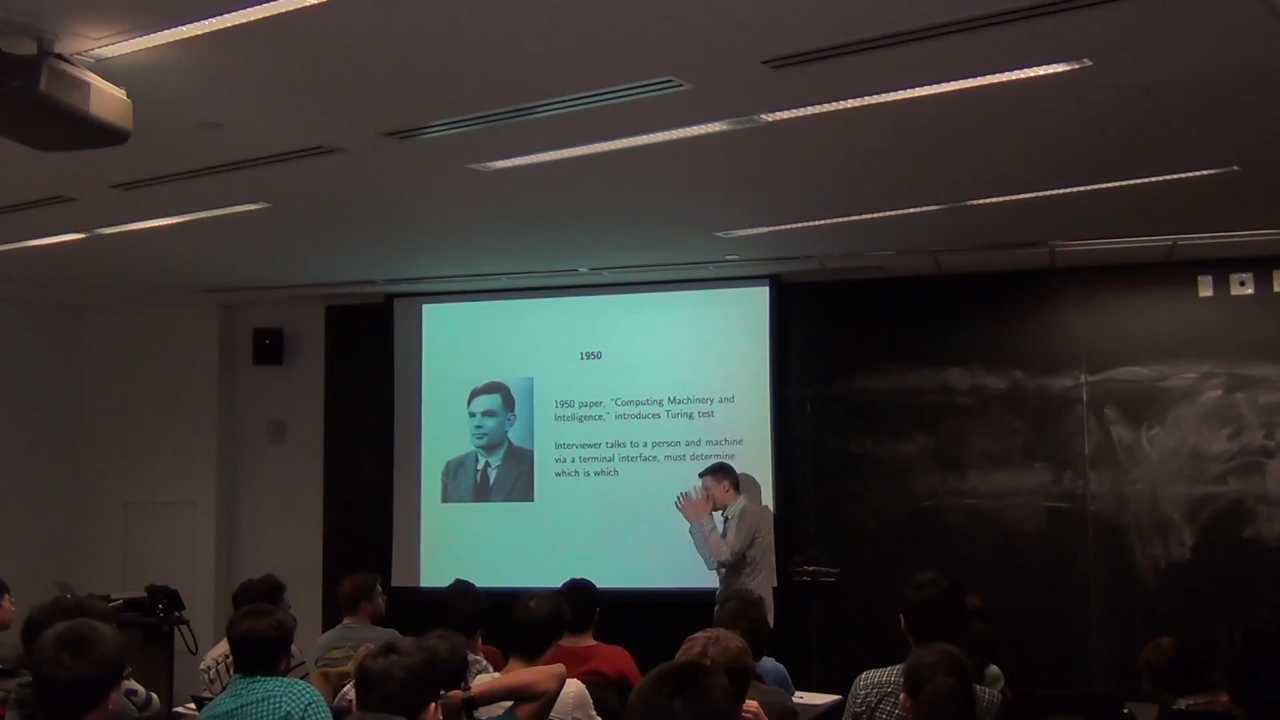 1950
1950 paper, "Computing Machinery and
Intelligence," introduces Turing test
Interviewer talks to a person and machine
via a terminal interface, must determine
which is which